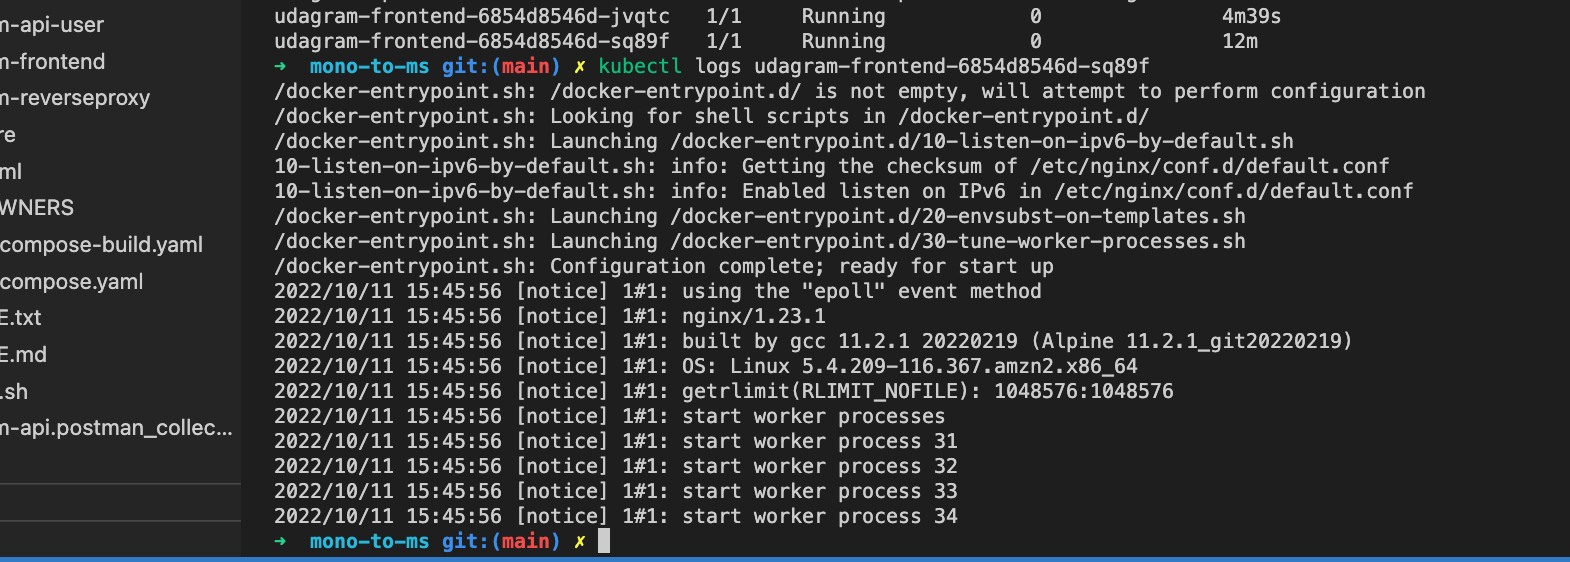 m-api-user
m-frontend
m-reverseproxy
re
ml
WNERS
compose-build.yaml
compose.yaml
E.txt
E.md
.sh
m-api.postman_collec...
udagram-frontend-6854d8546d-jvqtc 1/1 Running 0 4m39s
udagram-frontend-6854d8546d-sq89f 1/1 Running 0 12m
→ mono-to-ms git:(main) ✗ kubectl logs udagram-frontend-6854d8546d-sq89f
/docker-entrypoint.sh: /docker-entrypoint.d/ is not empty, will attempt to perform configuration
/docker-entrypoint.sh: Looking for shell scripts in /docker-entrypoint.d/
/docker-entrypoint.sh: Launching /docker-entrypoint.d/10-listen-on-ipv6-by-default.sh
10-listen-on-ipv6-by-default.sh: info: Getting the checksum of /etc/nginx/conf.d/default.conf
10-listen-on-ipv6-by-default.sh: info: Enabled listen on IPv6 in /etc/nginx/conf.d/default.conf
/docker-entrypoint.sh: Launching /docker-entrypoint.d/20-envsubst-on-templates.sh
/docker-entrypoint.sh: Launching /docker-entrypoint.d/30-tune-worker-processes.sh
/docker-entrypoint.sh: Configuration complete; ready for start up
2022/10/11 15:45:56 [notice] 1#1: using the "epoll" event method
2022/10/11 15:45:56 [notice] 1#1: nginx/1.23.1
2022/10/11 15:45:56 [notice] 1#1: built by gcc 11.2.1 20220219 (Alpine 11.2.1_git20220219)
2022/10/11 15:45:56 [notice] 1#1: OS: Linux 5.4.209-116.367.amzn2.x86_64
2022/10/11 15:45:56 [notice] 1#1: getrlimit(RLIMIT_NOFILE): 1048576:1048576
2022/10/11 15:45:56 [notice] 1#1: start worker processes
2022/10/11 15:45:56 [notice] 1#1: start worker process 31
2022/10/11 15:45:56 [notice] 1#1: start worker process 32
2022/10/11 15:45:56 [notice] 1#1: start worker process 33
2022/10/11 15:45:56 [notice] 1#1: start worker process 34
→ mono-to-ms git:(main) ✗